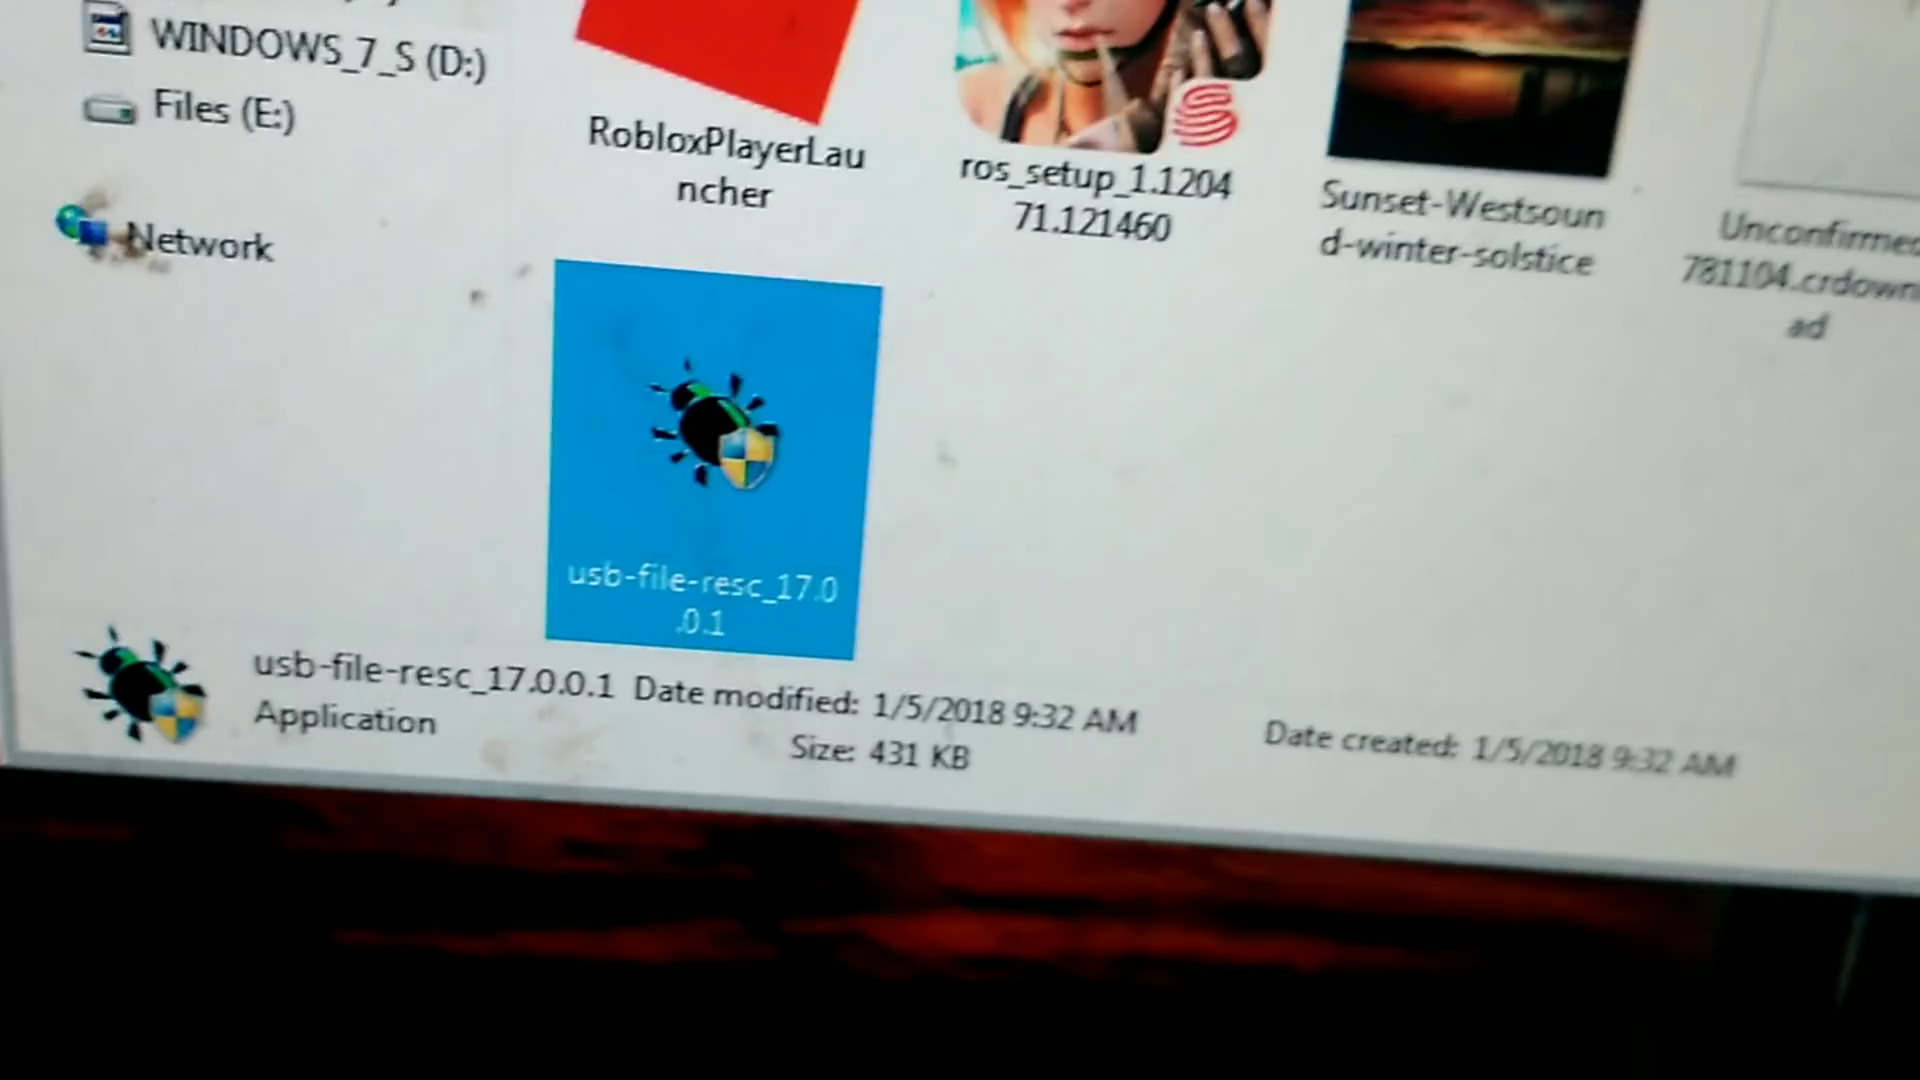 WINDOWS_7_S (D:)
Files (E:)
Network
RobloxPlayerLau
ncher
ros_setup_1.1204
71.121460
Sunset-Westsoun
d-winter-solstice
Unconfirmed
781104.crdown
ad
usb-file-resc_17.0
.0.1
usb-file-resc_17.0.0.1 Date modified: 1/5/2018 9:32 AM Date created: 1/5/2018 9:32 AM
Application
Size: 431 KB